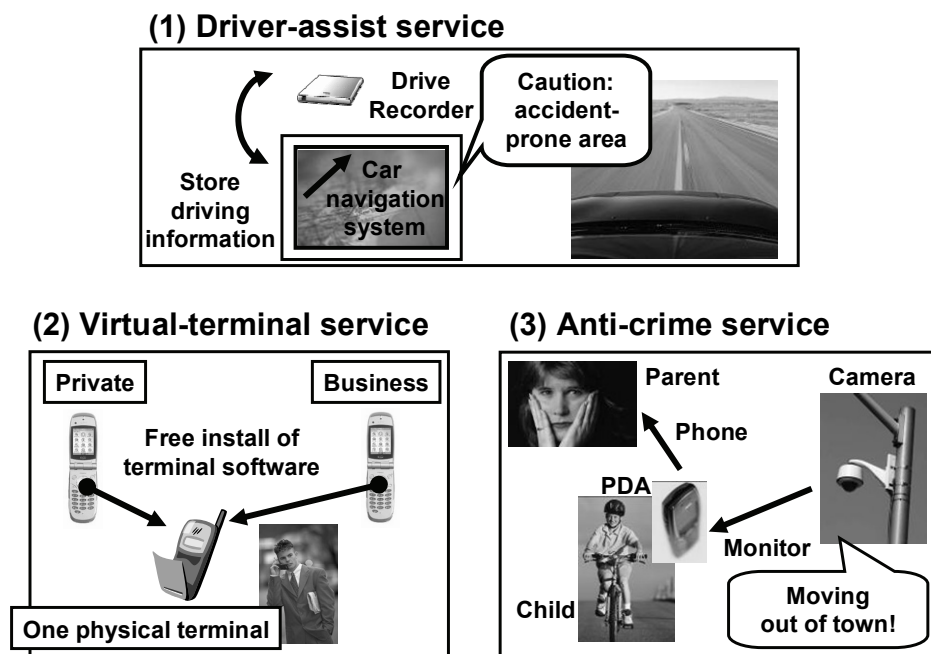 (1) Driver-assist service
Drive
Recorder
Caution:
accident-
prone area
Store
driving
information
Car
navigation
system
(2) Virtual-terminal service
Private
Business
Free install of
terminal software
One physical terminal
(3) Anti-crime service
Parent
Camera
Phone
PDA
Monitor
Child
Moving
out of town!